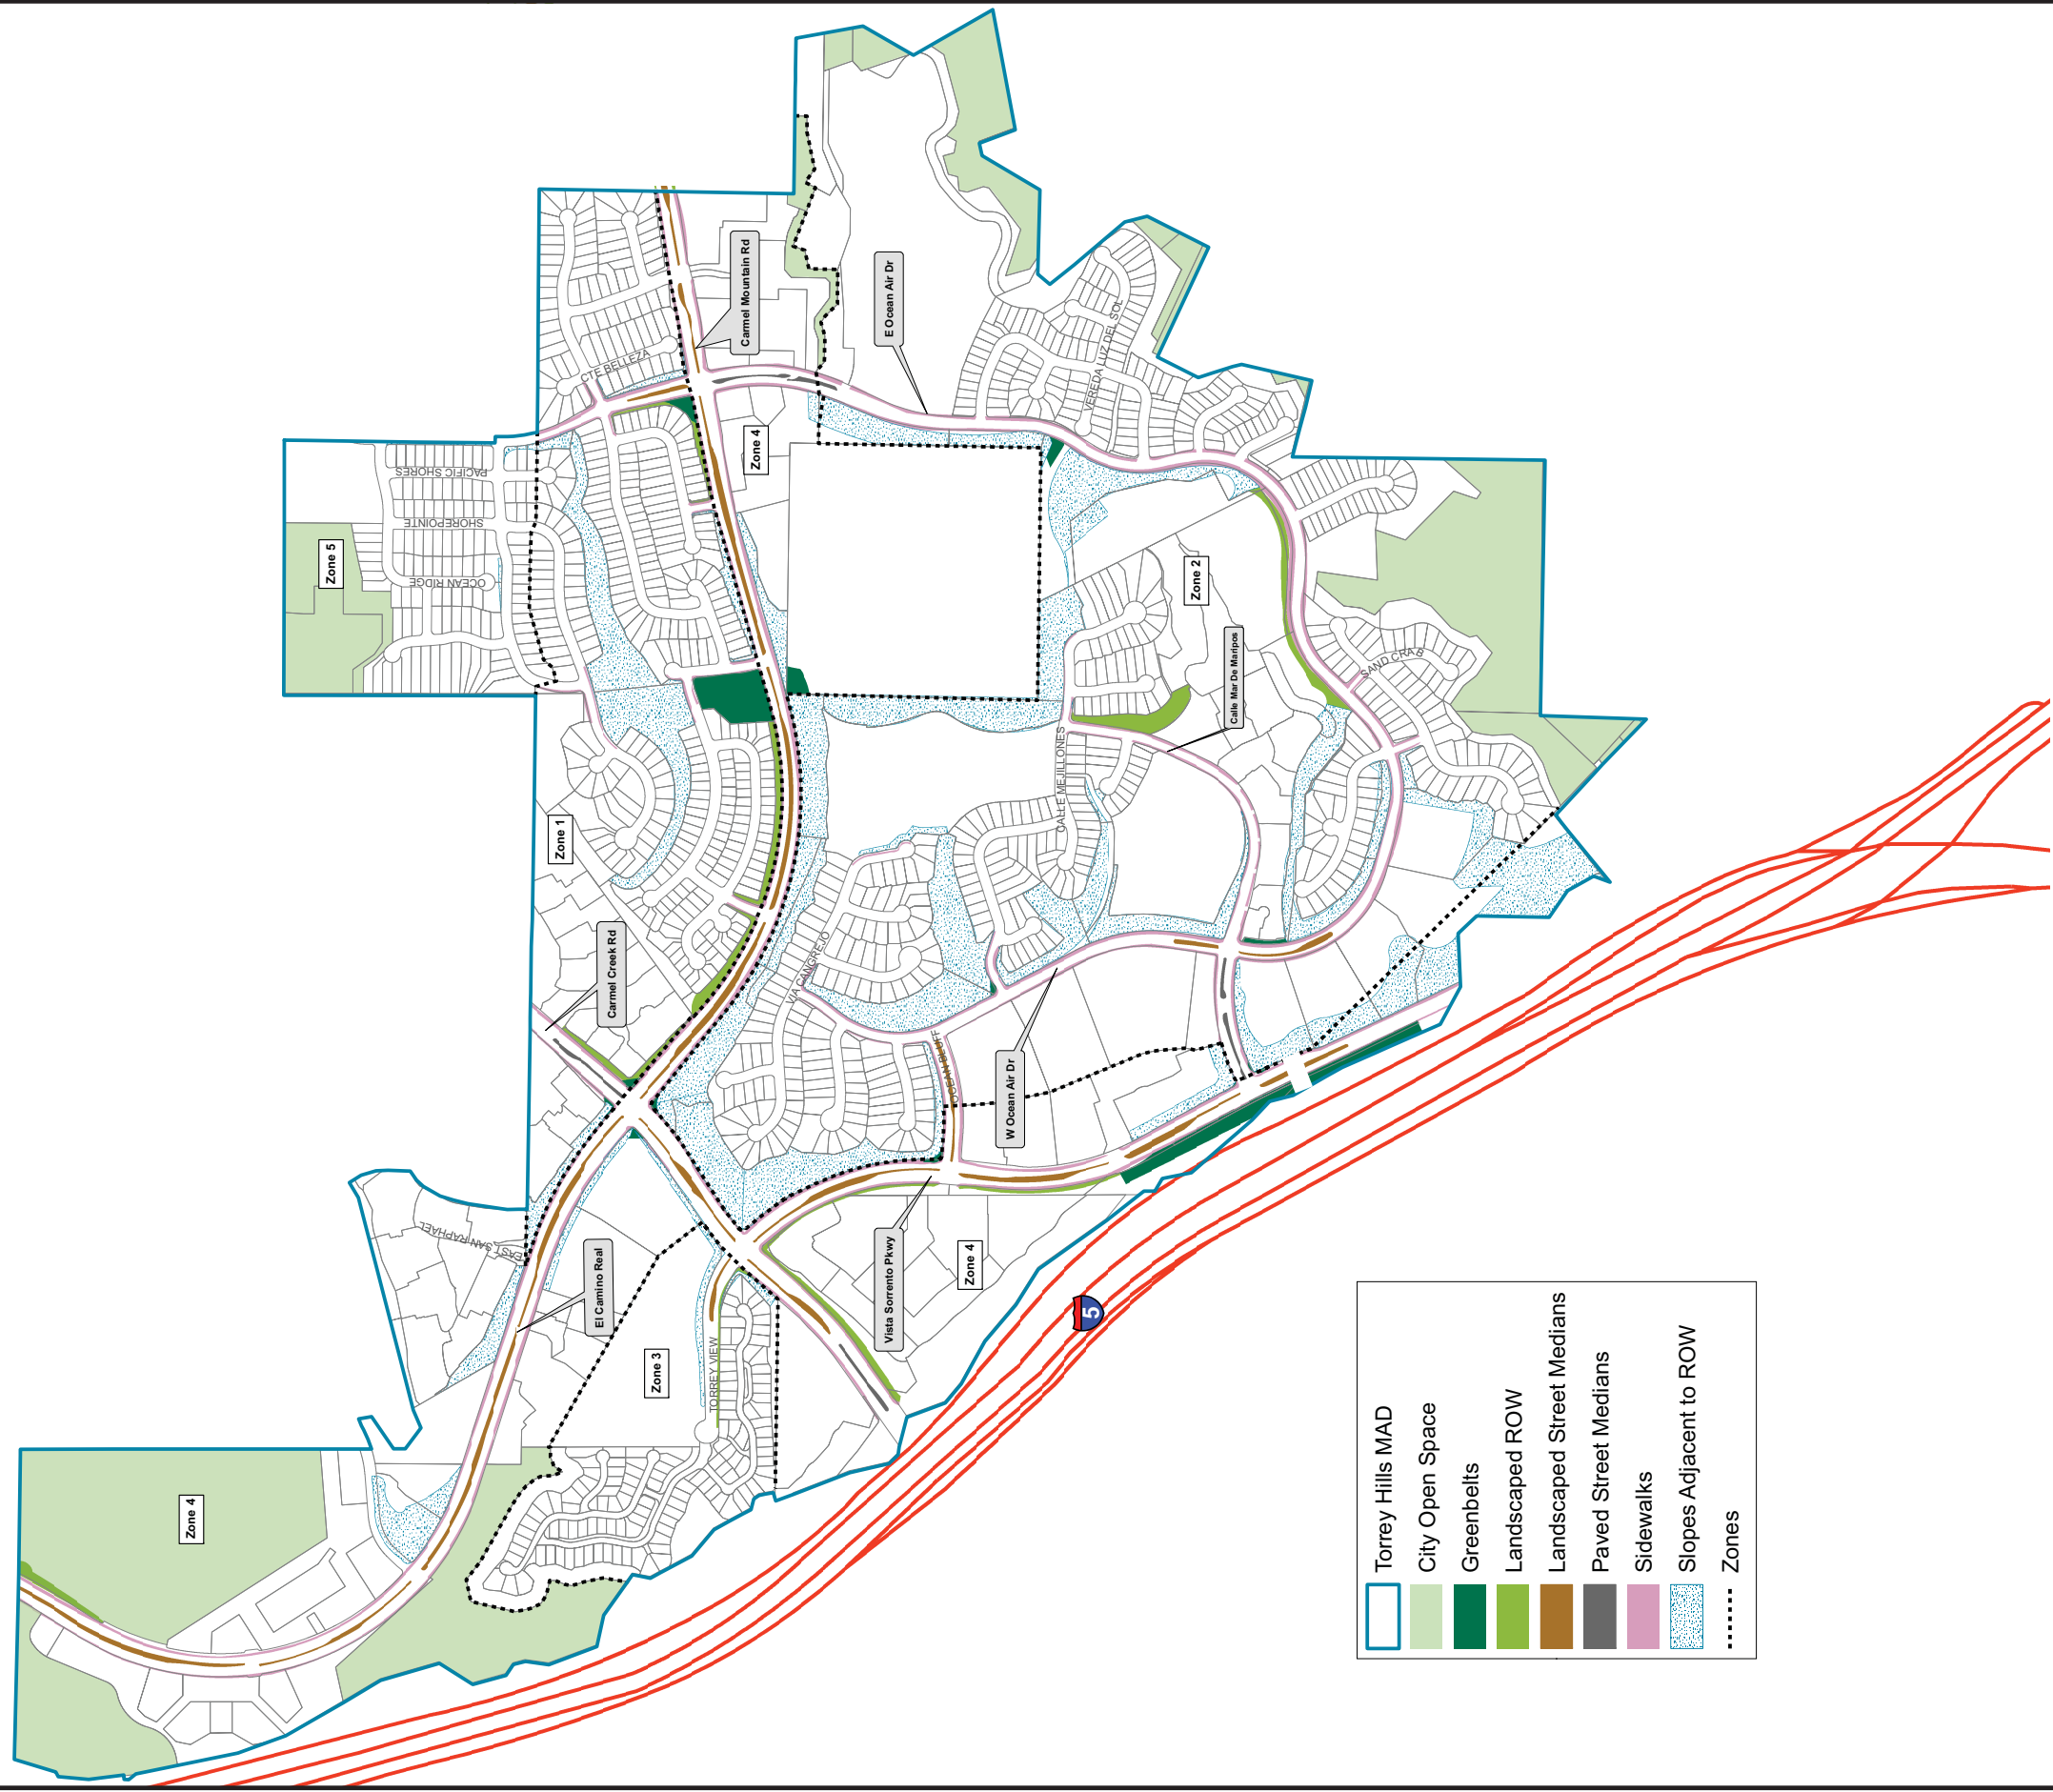 Zone 5
PACIFIC SHORES
SHOREPOINTE
OCEAN RIDGE
CTE BELLEZA
Carmel Mountain Rd
E Ocean Air Dr
Zone 4
VEREDA LUZ DEL SOL
Zone 2
Calle Mar De Maripos
SAND CRAB
CALLE MEJILLONES
Zone 1
Carmel Creek Rd
VIA CANGREJO
OCEAN BLUFF
W Ocean Air Dr
EAST SAN RAPHAEL
El Camino Real
Vista Sorrento Pkwy
Zone 4
Zone 3
TORREY VIEW
Zone 4
5
Torrey Hills MAD
City Open Space
Greenbelts
Landscaped ROW
Landscaped Street Medians
Paved Street Medians
Sidewalks
Slopes Adjacent to ROW
Zones